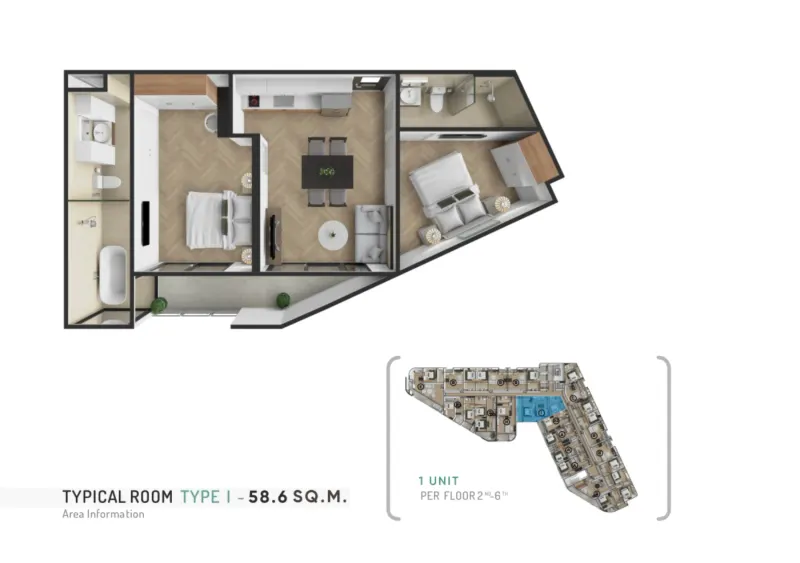 TYPICAL ROOM TYPE I - 58.6 SQ.M.
Area Information
1 UNIT
PER FLOOR 2ND-6TH